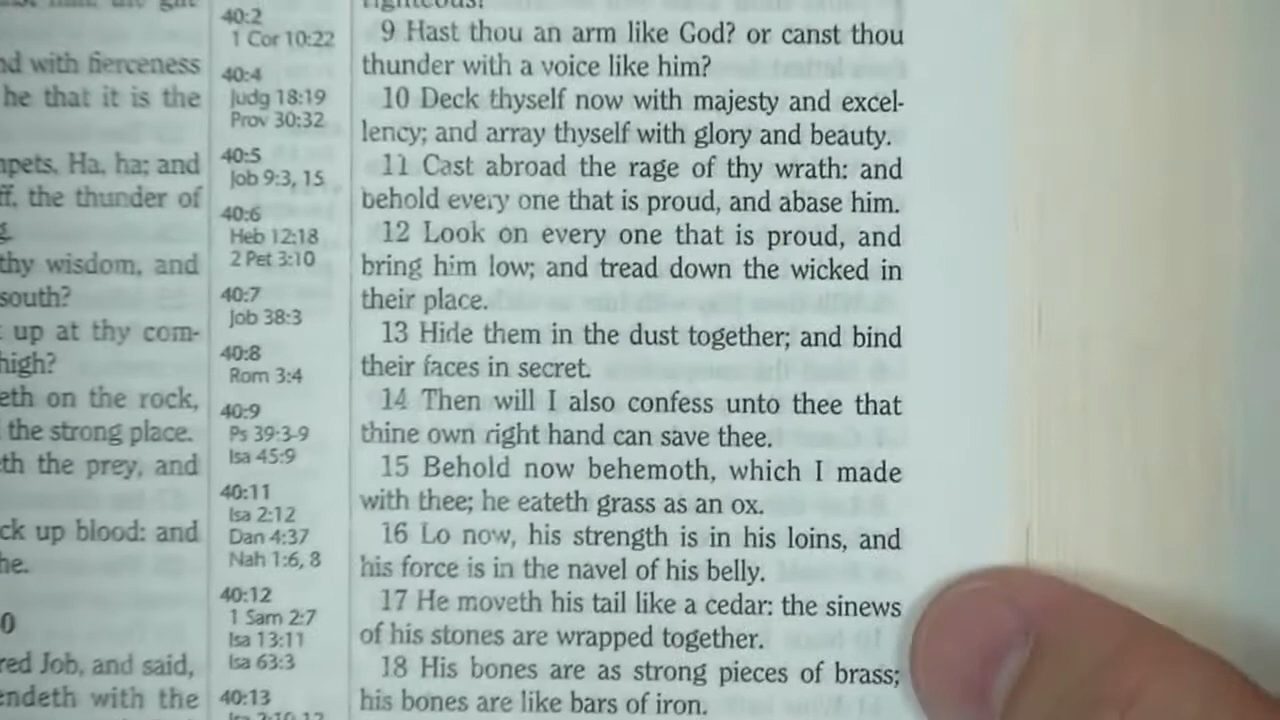 nd with fierceness
he that it is the
mpets, Ha, ha; and
ff, the thunder of
thy wisdom, and
south?
up at thy com-
high?
eth on the rock,
the strong place.
th the prey, and
ck up blood: and
he.
0
red Job, and said,
endeth with the
40:2
1 Cor 10:22
40:4
Judg 18:19
Prov 30:32
40:5
Job 9:3, 15
40:6
Heb 12:18
2 Pet 3:10
40:7
Job 38:3
40:8
Rom 3:4
40:9
Ps 39:3-9
Isa 45:9
40:11
Isa 2:12
Dan 4:37
Nah 1:6, 8
40:12
1 Sam 2:7
Isa 13:11
Isa 63:3
40:13
righteous?
9 Hast thou an arm like God? or canst thou
thunder with a voice like him?
10 Deck thyself now with majesty and excel-
lency; and array thyself with glory and beauty.
11 Cast abroad the rage of thy wrath: and
behold every one that is proud, and abase him.
12 Look on every one that is proud, and
bring him low; and tread down the wicked in
their place.
13 Hide them in the dust together; and bind
their faces in secret.
14 Then will I also confess unto thee that
thine own right hand can save thee.
15 Behold now behemoth, which I made
with thee; he eateth grass as an ox.
16 Lo now, his strength is in his loins, and
his force is in the navel of his belly.
17 He moveth his tail like a cedar: the sinews
of his stones are wrapped together.
18 His bones are as strong pieces of brass;
his bones are like bars of iron.